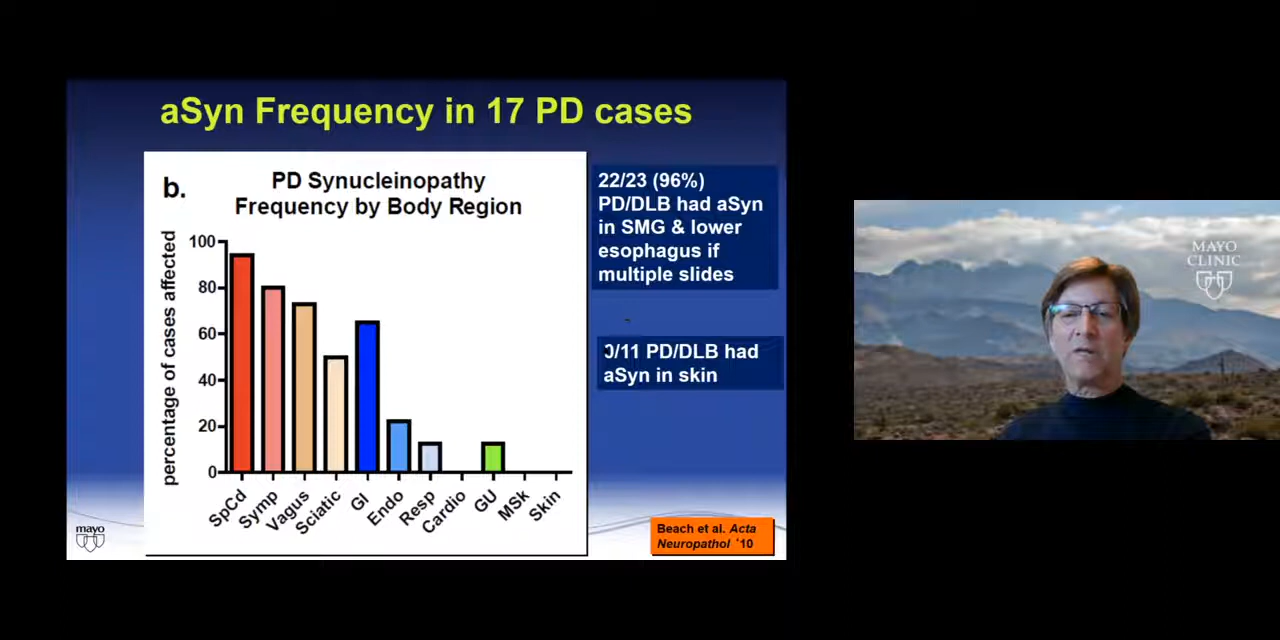 aSyn Frequency in 17 PD cases
b.
PD Synucleinopathy
Frequency by Body Region
percentage of cases affected
100
80
60
40
20
0
SpCd
Symp
Vagus
Sciatic
GI
Endo
Resp
Cardio
GU
MSk
Skin
22/23 (96%)
PD/DLB had aSyn
in SMG & lower
esophagus if
multiple slides
0/11 PD/DLB had
aSyn in skin
Beach et al. Acta
Neuropathol '10
mayo
MAYO
CLINIC